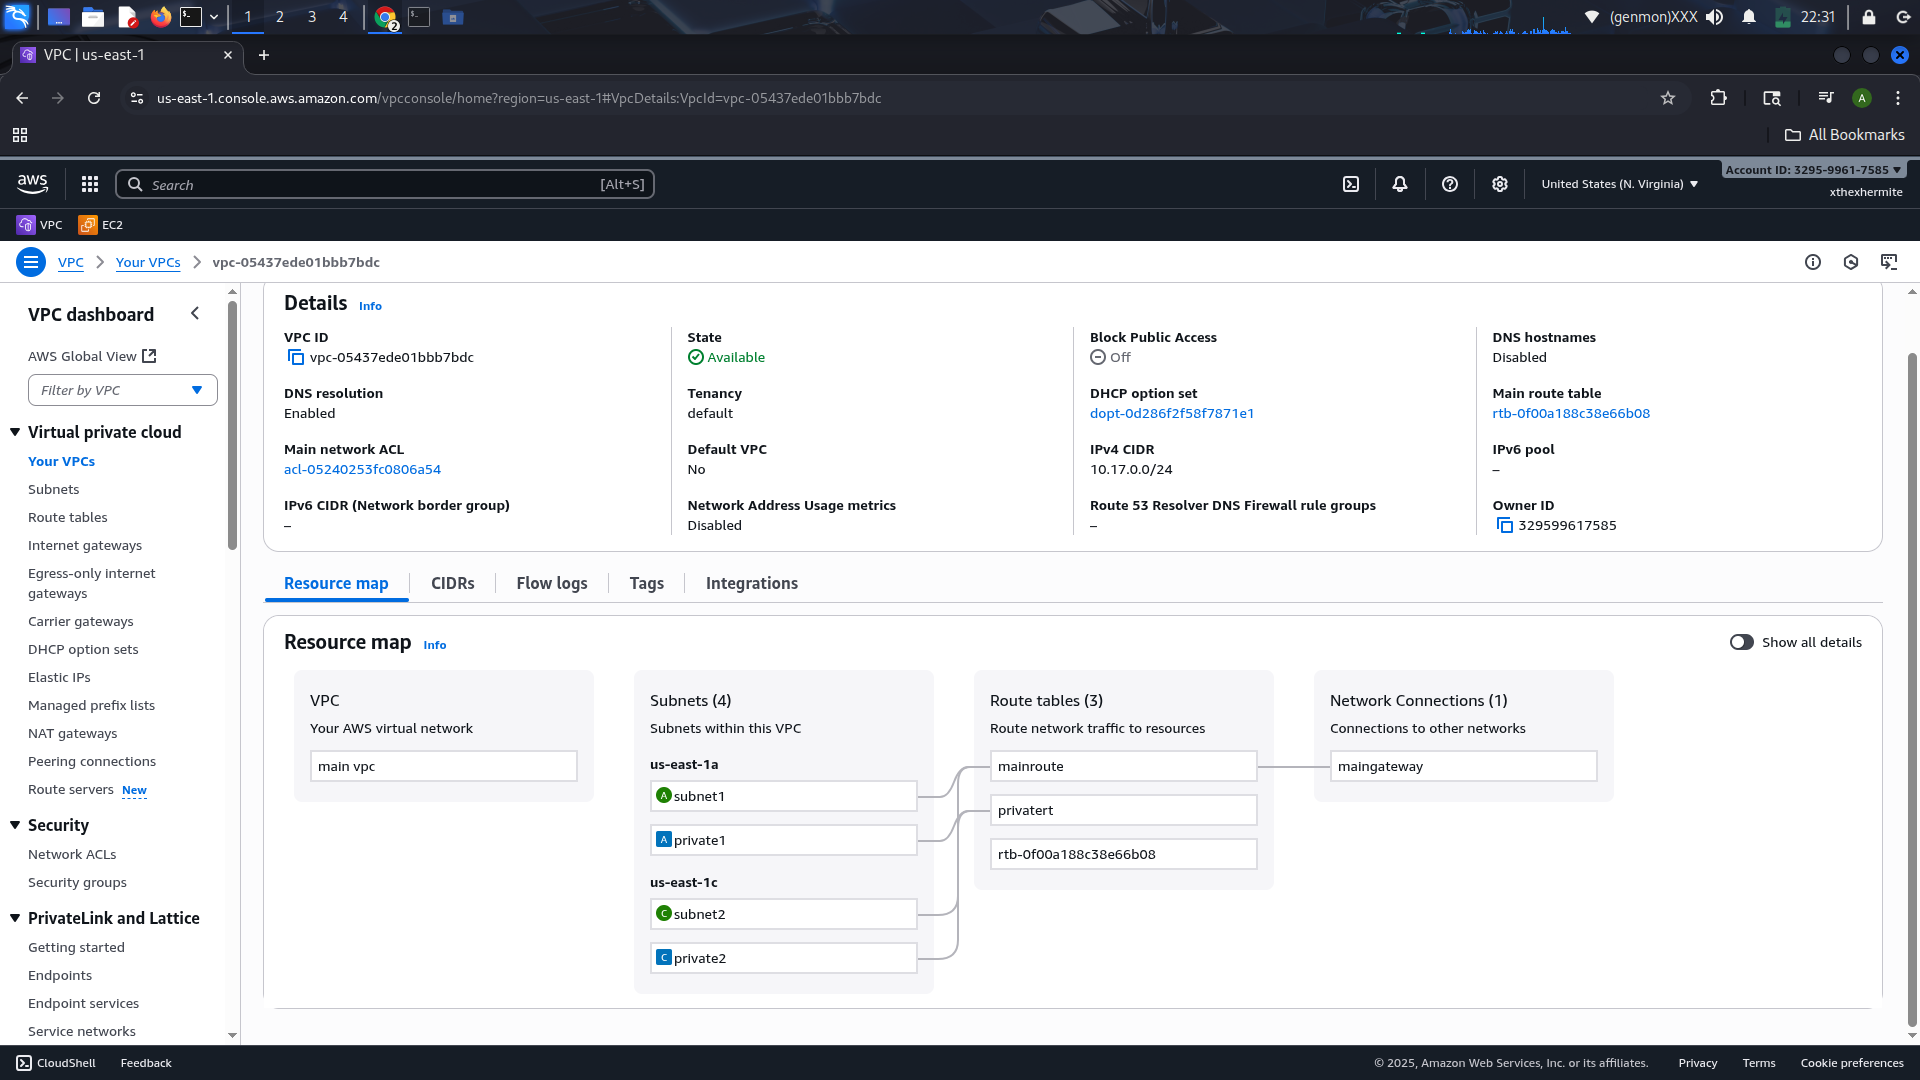 1 2 3 4
2
(genmon)XXX
22:31
VPC | us-east-1
us-east-1.console.aws.amazon.com/vpcconsole/home?region=us-east-1#VpcDetails:VpcId=vpc-05437ede01bbb7bdc
A
All Bookmarks
aws
Search
[Alt+S]
United States (N. Virginia)
Account ID: 3295-9961-7585
xthexhermite
VPC
EC2
VPC
Your VPCs
vpc-05437ede01bbb7bdc
VPC dashboard
AWS Global View
Filter by VPC
Virtual private cloud
Your VPCs
Subnets
Route tables
Internet gateways
Egress-only internet
gateways
Carrier gateways
DHCP option sets
Elastic IPs
Managed prefix lists
NAT gateways
Peering connections
Route servers New
Security
Network ACLs
Security groups
PrivateLink and Lattice
Getting started
Endpoints
Endpoint services
Service networks
Details Info
VPC ID
vpc-05437ede01bbb7bdc
State
Available
Block Public Access
Off
DNS hostnames
Disabled
DNS resolution
Enabled
Tenancy
default
DHCP option set
dopt-0d286f2f58f7871e1
Main route table
rtb-0f00a188c38e66b08
Main network ACL
acl-05240253fc0806a54
Default VPC
No
IPv4 CIDR
10.17.0.0/24
IPv6 pool
–
IPv6 CIDR (Network border group)
–
Network Address Usage metrics
Disabled
Route 53 Resolver DNS Firewall rule groups
–
Owner ID
329599617585
Resource map
CIDRs
Flow logs
Tags
Integrations
Resource map Info
Show all details
VPC
Your AWS virtual network
main vpc
Subnets (4)
Subnets within this VPC
us-east-1a
A subnet1
A private1
us-east-1c
C subnet2
C private2
Route tables (3)
Route network traffic to resources
mainroute
privatert
rtb-0f00a188c38e66b08
Network Connections (1)
Connections to other networks
maingateway
CloudShell
Feedback
© 2025, Amazon Web Services, Inc. or its affiliates.
Privacy
Terms
Cookie preferences